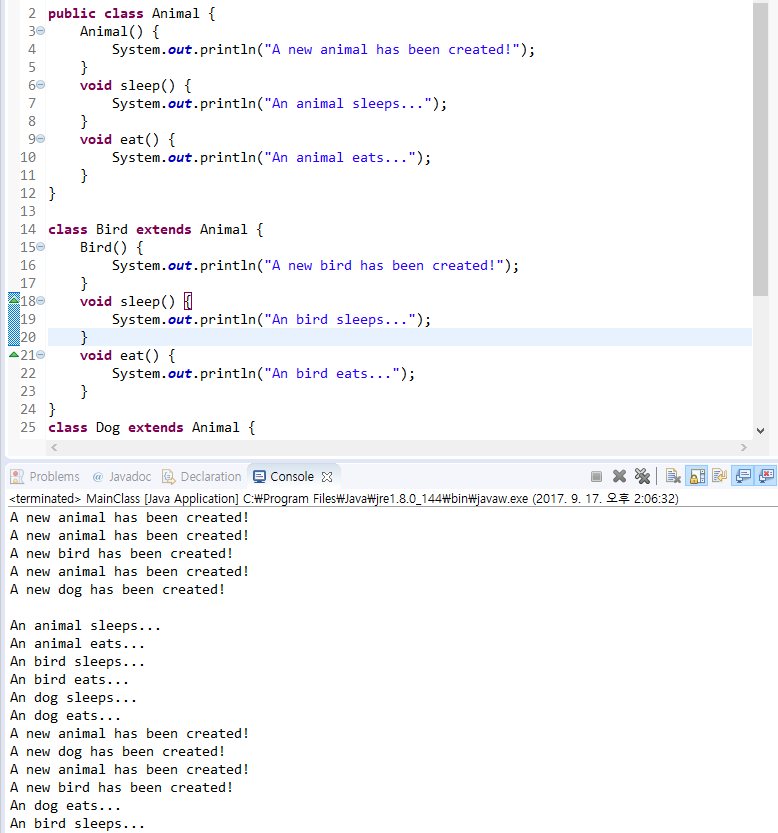 2 public class Animal {
3 Animal() {
4 System.out.println("A new animal has been created!");
5 }
6 void sleep() {
7 System.out.println("An animal sleeps...");
8 }
9 void eat() {
10 System.out.println("An animal eats...");
11 }
12 }
13
14 class Bird extends Animal {
15 Bird() {
16 System.out.println("A new bird has been created!");
17 }
18 void sleep() {
19 System.out.println("An bird sleeps...");
20 }
21 void eat() {
22 System.out.println("An bird eats...");
23 }
24 }
25 class Dog extends Animal {
Problems @ Javadoc Declaration Console
<terminated> MainClass [Java Application] C:₩Program Files₩Java₩jre1.8.0_144₩bin₩javaw.exe (2017. 9. 17. 오후 2:06:32)
A new animal has been created!
A new animal has been created!
A new bird has been created!
A new animal has been created!
A new dog has been created!

An animal sleeps...
An animal eats...
An bird sleeps...
An bird eats...
An dog sleeps...
An dog eats...
A new animal has been created!
A new dog has been created!
A new animal has been created!
A new bird has been created!
An dog eats...
An bird sleeps...